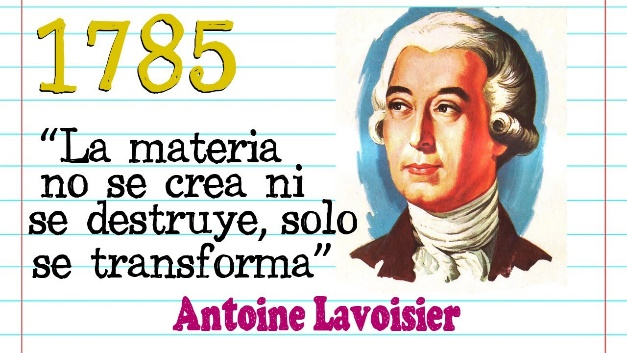 1785
“La materia
no se crea ni
se destruye, solo
se transforma”
Antoine Lavoisier